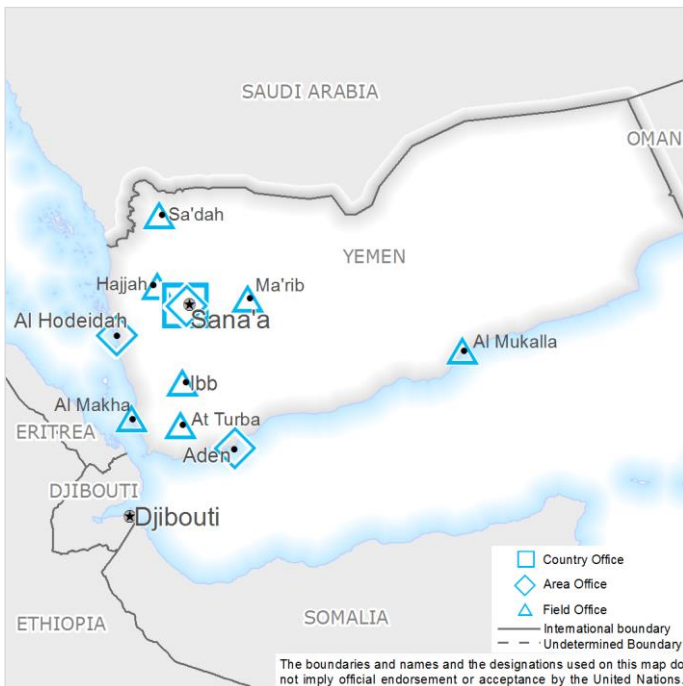 SAUDI ARABIA
OMAN
Sa'dah
YEMEN
Hajjah
Ma'rib
Sana'a
Al Hodeidah
Al Mukalla
Ibb
Al Makha
At Turba
ERITREA
Aden
DJIBOUTI
Djibouti
ETHIOPIA
SOMALIA
Country Office
Area Office
Field Office
International boundary
Undetermined Boundary
The boundaries and names and the designations used on this map do
not imply official endorsement or acceptance by the United Nations.